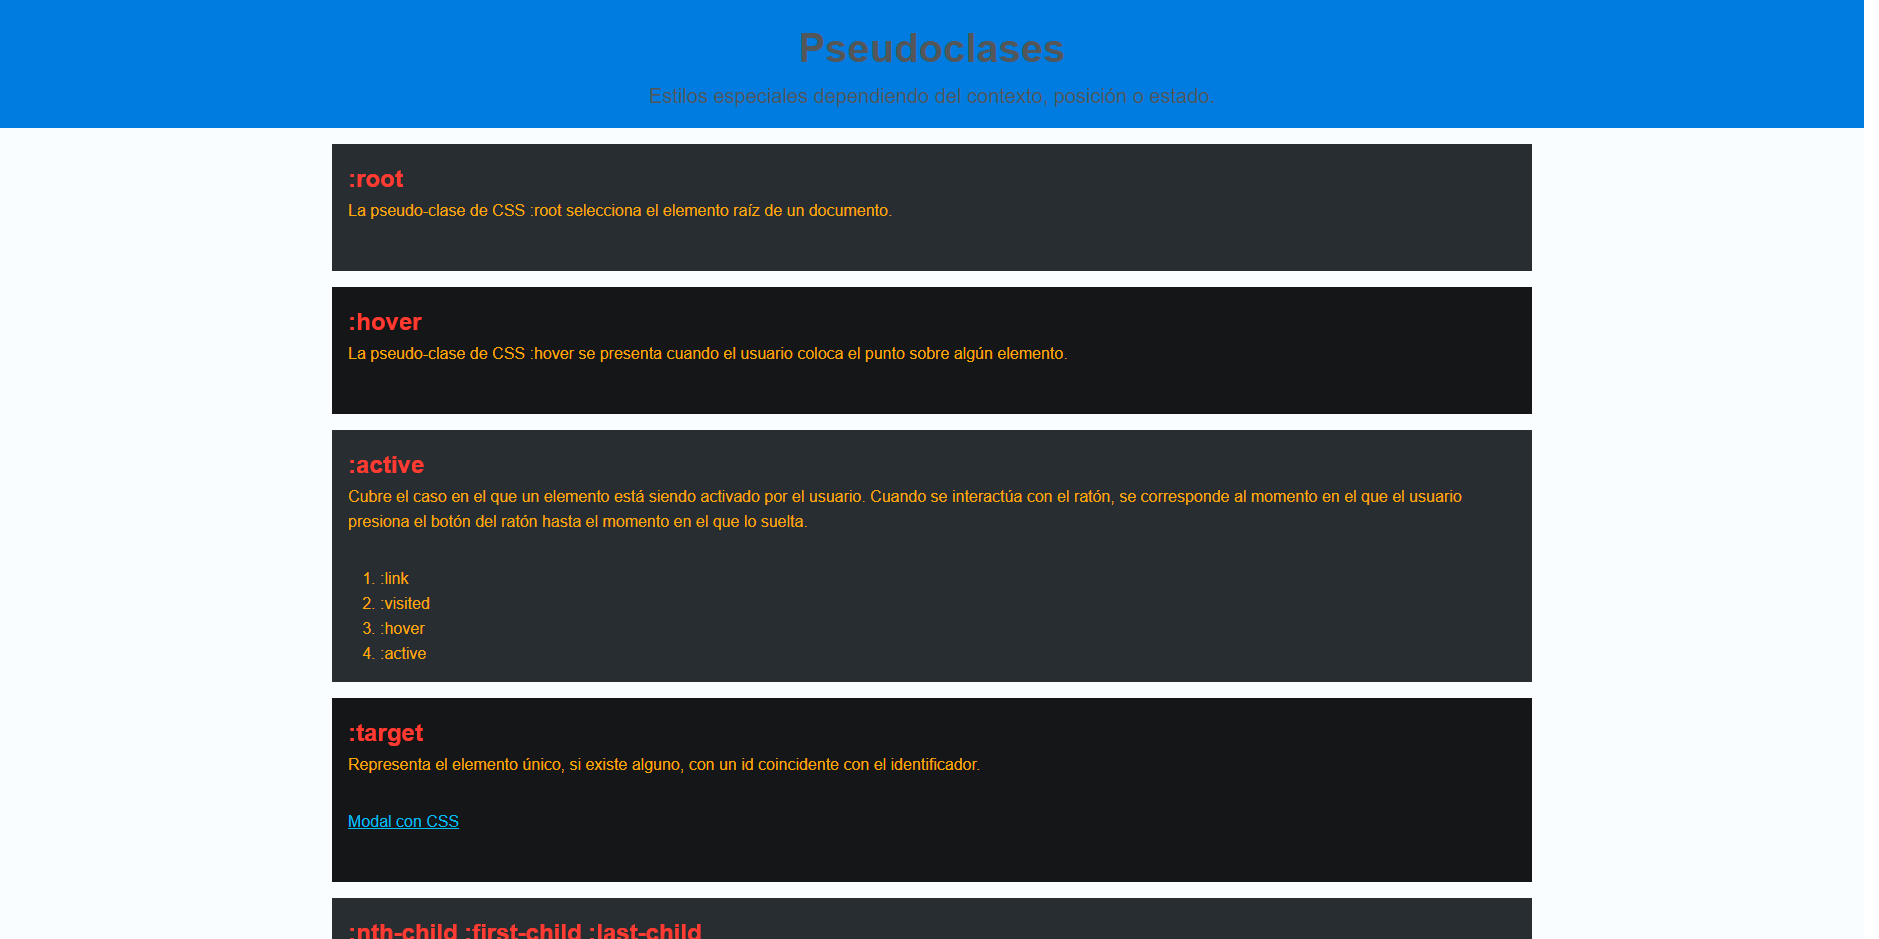 Pseudoclases
Estilos especiales dependiendo del contexto, posición o estado.
:root
La pseudo-clase de CSS :root selecciona el elemento raíz de un documento.
:hover
La pseudo-clase de CSS :hover se presenta cuando el usuario coloca el punto sobre algún elemento.
:active
Cubre el caso en el que un elemento está siendo activado por el usuario. Cuando se interactúa con el ratón, se corresponde al momento en el que el usuario
presiona el botón del ratón hasta el momento en el que lo suelta.
1. :link
2. :visited
3. :hover
4. :active
:target
Representa el elemento único, si existe alguno, con un id coincidente con el identificador.
Modal con CSS
:nth-child :first-child :last-child